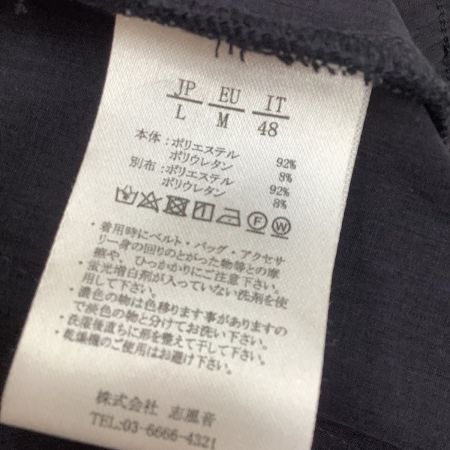 JP EU IT
L M 48
本体：ポリエステル 92%
ポリウレタン 8%
別布：ポリエステル 92%
ポリウレタン 8%
F W
・着用時にベルト・バッグ・アクセサ
リー身の回りのとがった物等との摩
擦や、ひっかかりにご注意下さい。
・蛍光増白剤が入っていない洗剤を使
用して下さい。
・濃色の物は色移ります事がありますの
で淡色の物と分けてお洗い下さい。
・洗濯後直ちに形を整えて干して下さい。
・乾燥機のご使用はお避け下さい。
株式会社 志風音
TEL:03-6666-4321